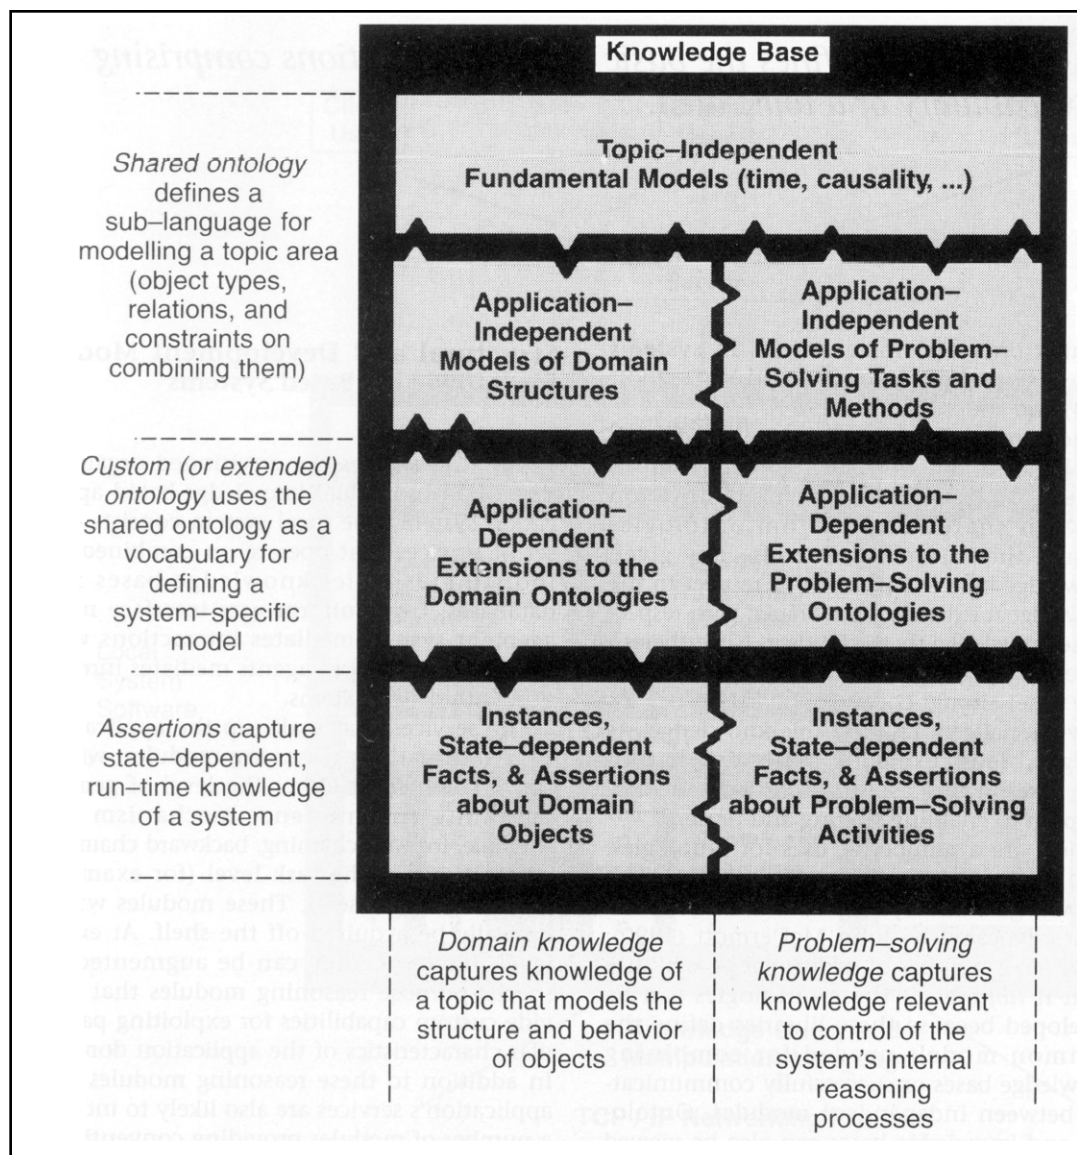 Knowledge Base
Topic–Independent
Fundamental Models (time, causality, ...)
Shared ontology
defines a
sub–language for
modelling a topic area
(object types,
relations, and
constraints on
combining them)
Application–
Independent
Models of Domain
Structures
Application–
Independent
Models of Problem–
Solving Tasks and
Methods
Custom (or extended)
ontology uses the
shared ontology as a
vocabuilary for
defining a
system–specific
model
Application–
Dependent
Extensions to the
Domain Ontologies
Application–
Dependent
Extensions to the
Problem–Solving
Ontologies
Assertions capture
state–dependent,
run–time knowledge
of a system
Instances,
State–dependent
Facts, & Assertions
about Domain
Objects
Instances,
State–dependent
Facts, & Assertions
about Problem–Solving
Activities
Domain knowledge
captures knowledge of
a topic that models the
structure and behavior
of objects
Problem–solving
knowledge captures
knowledge relevant
to control of the
system's internal
reasoning
processes